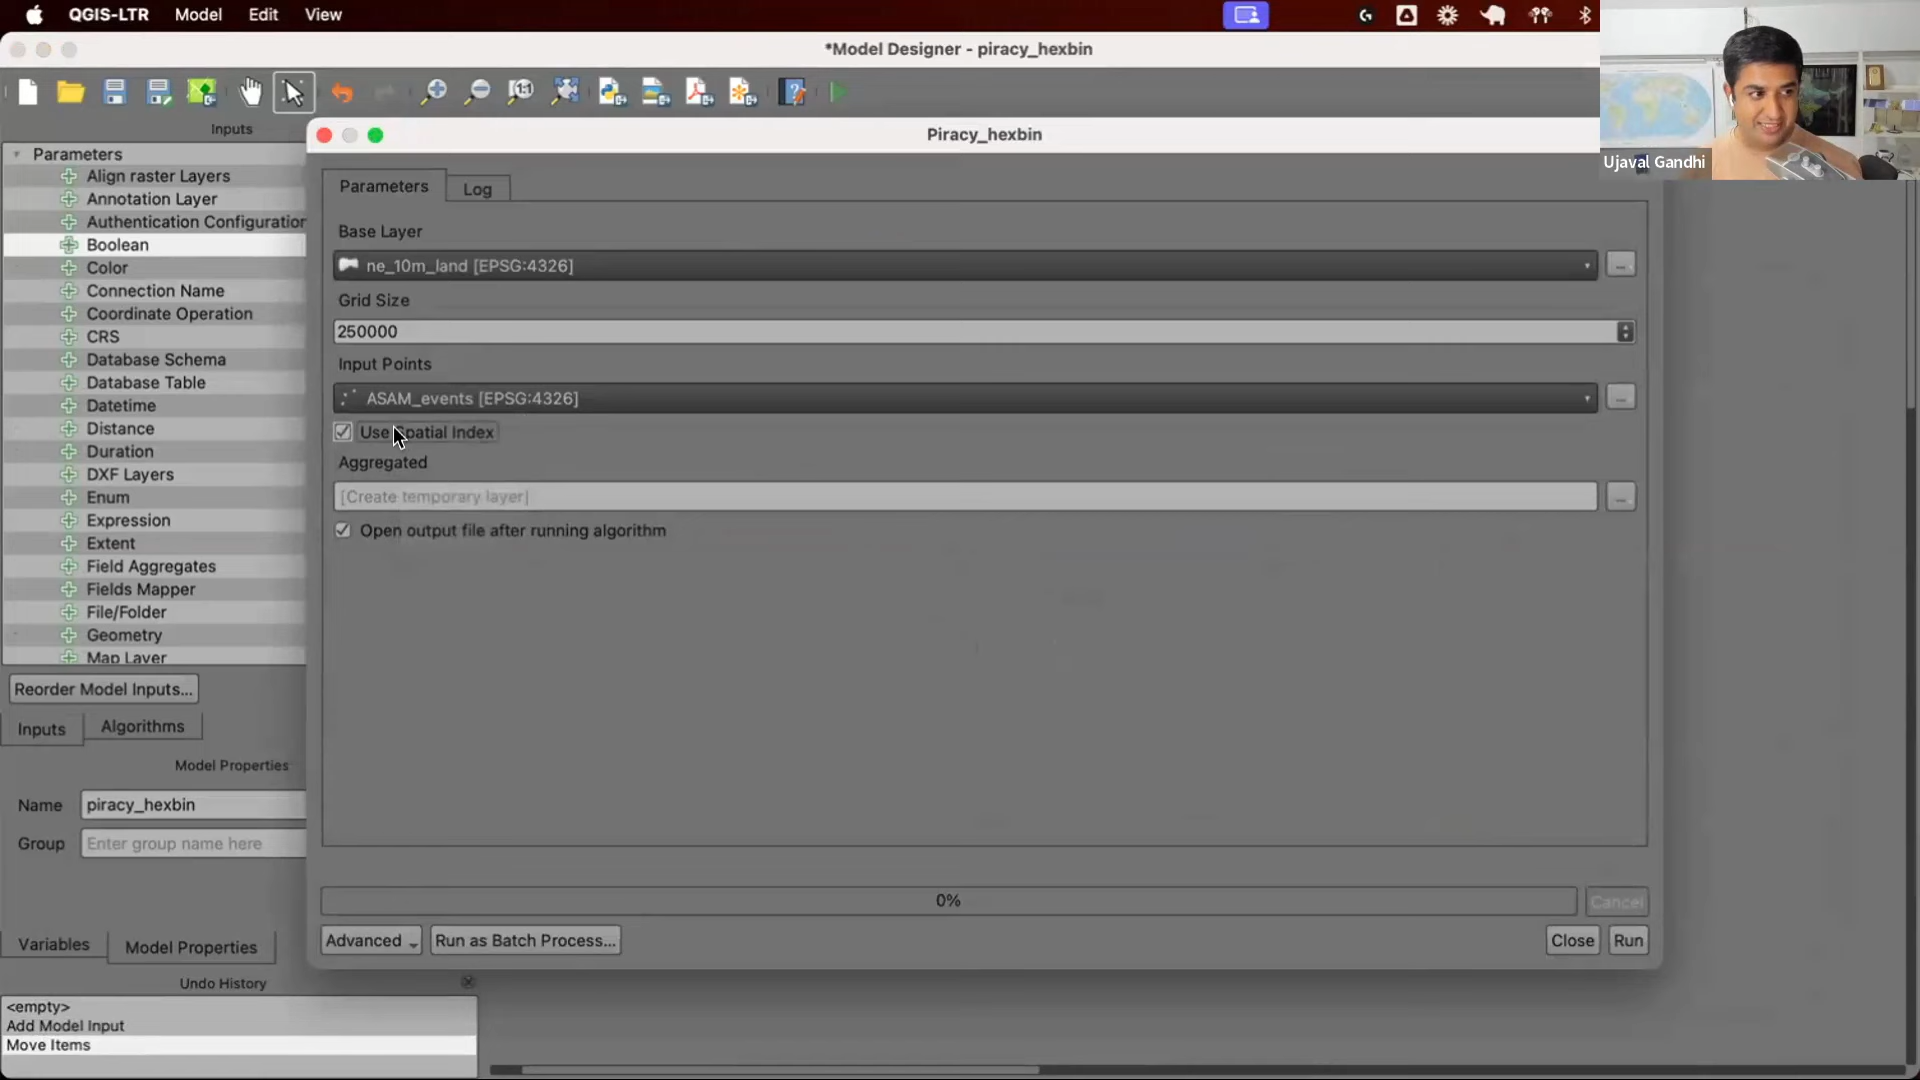 QGIS-LTR Model Edit View
*Model Designer - piracy_hexbin
Inputs
Parameters
Align raster Layers
Annotation Layer
Authentication Configuration
Boolean
Color
Connection Name
Coordinate Operation
CRS
Database Schema
Database Table
Datetime
Distance
Duration
DXF Layers
Enum
Expression
Extent
Field Aggregates
Fields Mapper
File/Folder
Geometry
Map Layer
Reorder Model Inputs...
Inputs Algorithms
Model Properties
Name piracy_hexbin
Group Enter group name here
Variables Model Properties
Undo History
<empty>
Add Model Input
Move Items
Piracy_hexbin
Parameters Log
Base Layer
ne_10m_land [EPSG:4326]
...
Grid Size
250000
Input Points
ASAM_events [EPSG:4326]
...
Use Spatial Index
Aggregated
[Create temporary layer]
...
Open output file after running algorithm
0%
Cancel
Advanced Run as Batch Process... Close Run
Ujaval Gandhi